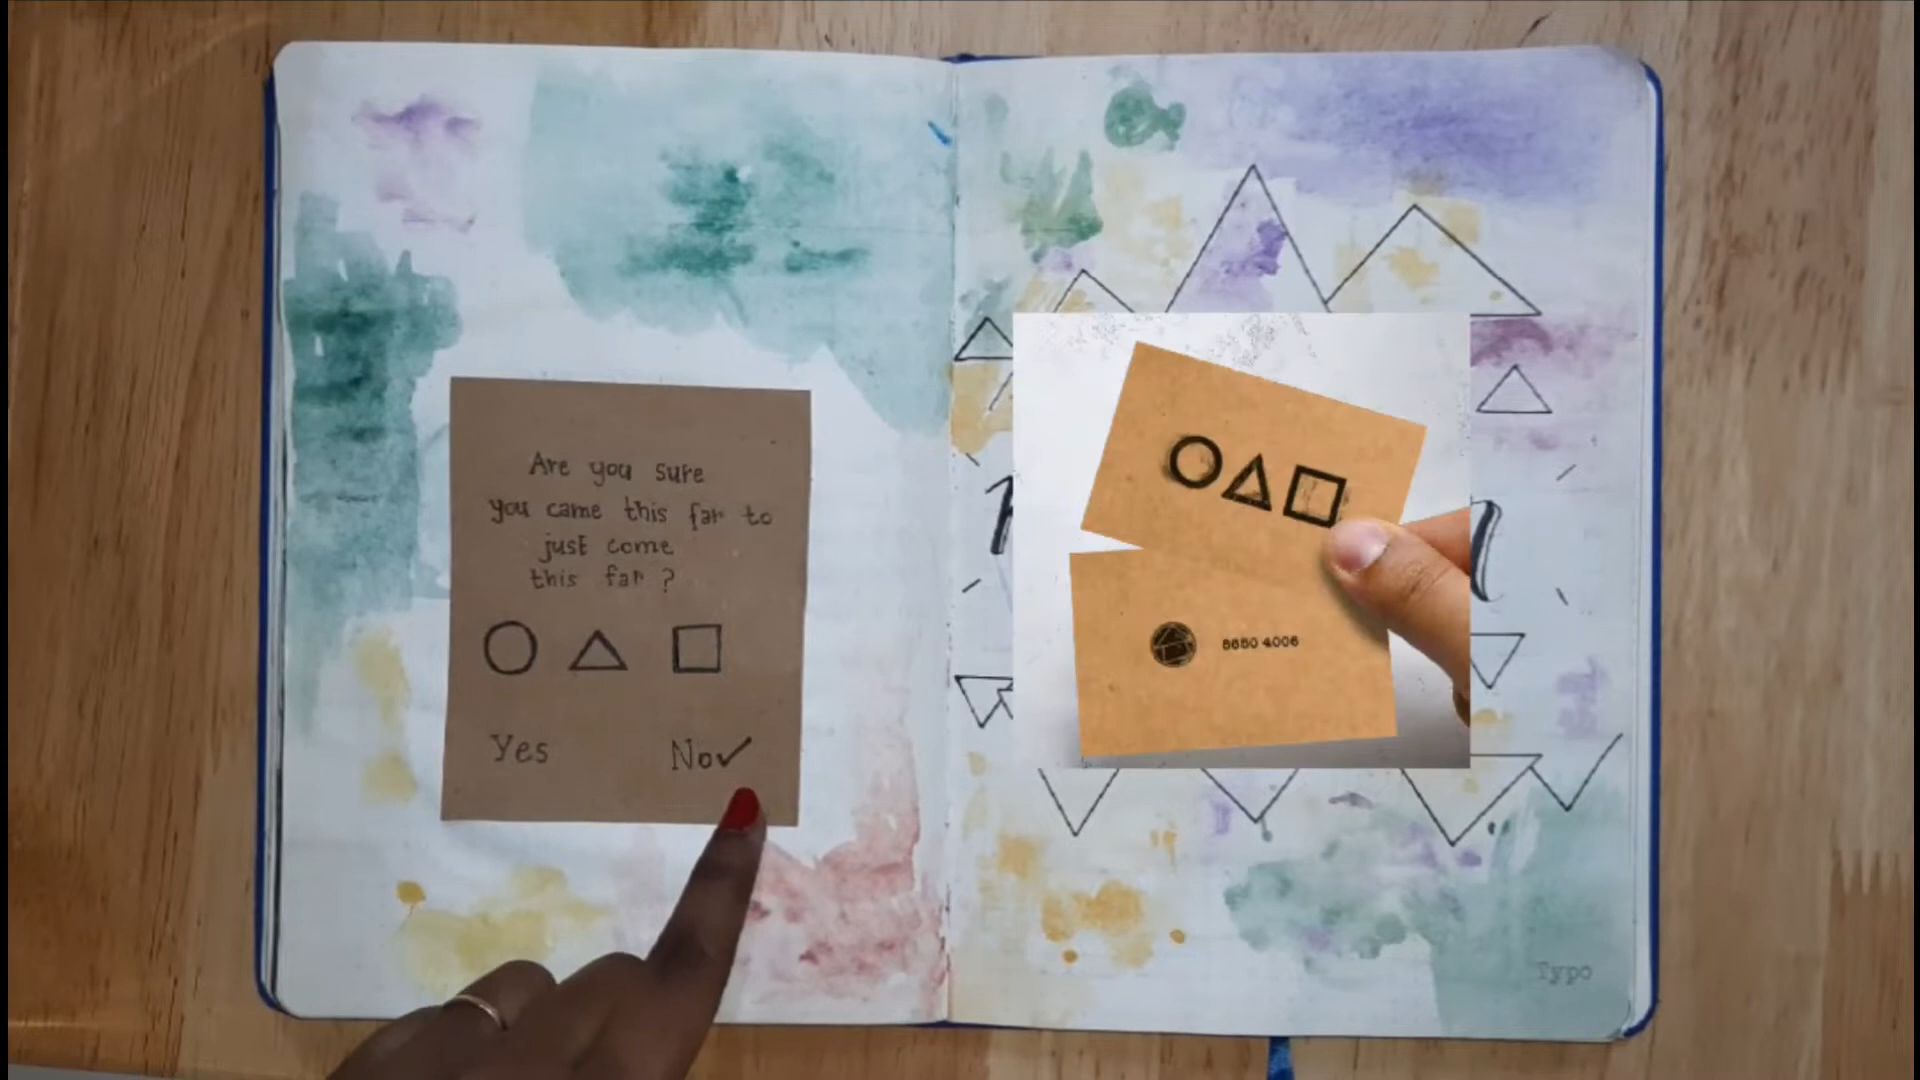 Are you sure
you came this far to
just come
this far ?
Yes No✓
8650 4006
Typo